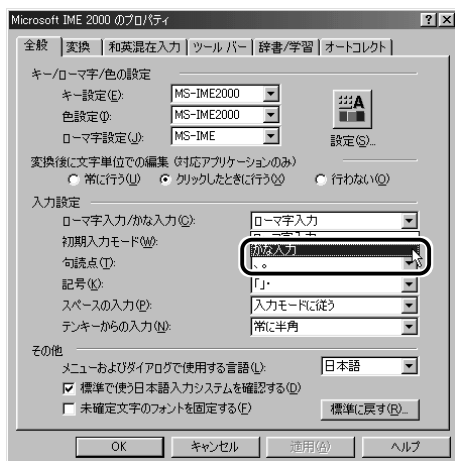 Microsoft IME 2000 のプロパティ
全般 変換 和英混在入力 ツール バー 辞書/学習 オートコレクト
キー/ローマ字/色の設定
キー設定(E): MS-IME2000
色設定(I): MS-IME2000
ローマ字設定(J): MS-IME
設定(S)...
変換後に文字単位での編集 (対応アプリケーションのみ)
常に行う(U) クリックしたときに行う(X) 行わない(Q)
入力設定
ローマ字入力/かな入力(C): ローマ字入力
ローマ字入力
初期入力モード(W): かな入力
句読点(T): 、。
記号(K): 「」・
スペースの入力(P): 入力モードに従う
テンキーからの入力(N): 常に半角
その他
メニューおよびダイアログで使用する言語(L): 日本語
標準で使う日本語入力システムを確認する(D)
未確定文字のフォントを固定する(F) 標準に戻す(R)...
OK キャンセル 適用(A) ヘルプ